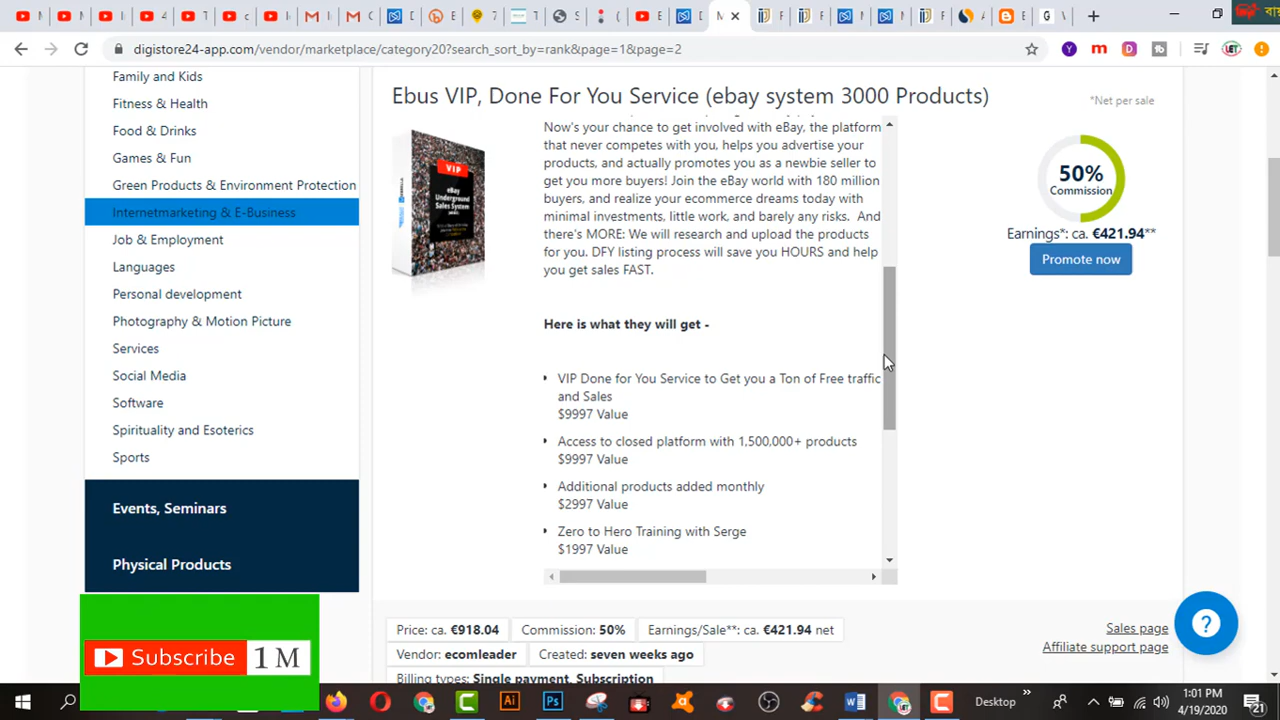 digistore24-app.com/vendor/marketplace/category20?search_sort_by=rank&page=1&page=2
Family and Kids
Fitness & Health
Food & Drinks
Games & Fun
Green Products & Environment Protection
Internetmarketing & E-Business
Job & Employment
Languages
Personal development
Photography & Motion Picture
Services
Social Media
Software
Spirituality and Esoterics
Sports
Events, Seminars
Physical Products
Subscribe 1 M
Ebus VIP, Done For You Service (ebay system 3000 Products)
*Net per sale
VIP
eBay
Underground
Sales System
Now's your chance to get involved with eBay, the platform
that never competes with you, helps you advertise your
products, and actually promotes you as a newbie seller to
get you more buyers! Join the eBay world with 180 million
buyers, and realize your ecommerce dreams today with
minimal investments, little work, and barely any risks. And
there's MORE: We will research and upload the products
for you. DFY listing process will save you HOURS and help
you get sales FAST.
Here is what they will get -
VIP Done for You Service to Get you a Ton of Free traffic
and Sales
$9997 Value
Access to closed platform with 1,500,000+ products
$9997 Value
Additional products added monthly
$2997 Value
Zero to Hero Training with Serge
$1997 Value
50%
Commission
Earnings*: ca. €421.94**
Promote now
Price: ca. €918.04
Commission: 50%
Earnings/Sale**: ca. €421.94 net
Vendor: ecomleader
Created: seven weeks ago
Billing types: Single payment, Subscription
Sales page
Affiliate support page
Desktop
1:01 PM
4/19/2020
21